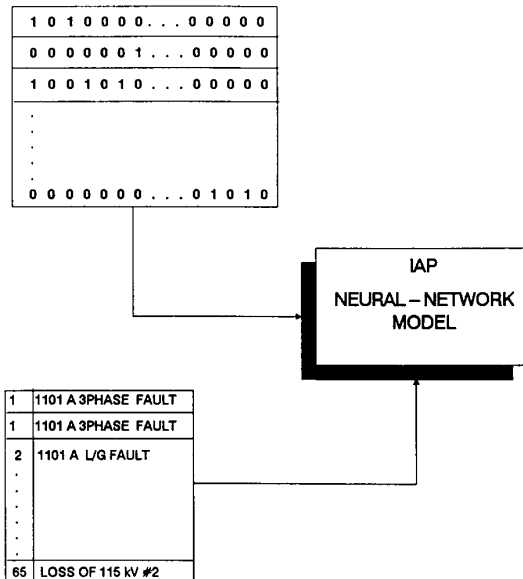 1 0 1 0 0 0 0 . . . 0 0 0 0 0
0 0 0 0 0 0 1 . . . 0 0 0 0 0
1 0 0 1 0 1 0 . . . 0 0 0 0 0
.
.
.
.
0 0 0 0 0 0 0 . . . 0 1 0 1 0
IAP
NEURAL – NETWORK
MODEL
1 1101 A 3PHASE FAULT
1 1101 A 3PHASE FAULT
2 1101 A L/G FAULT
.
.
.
.
.
65 LOSS OF 115 kV #2